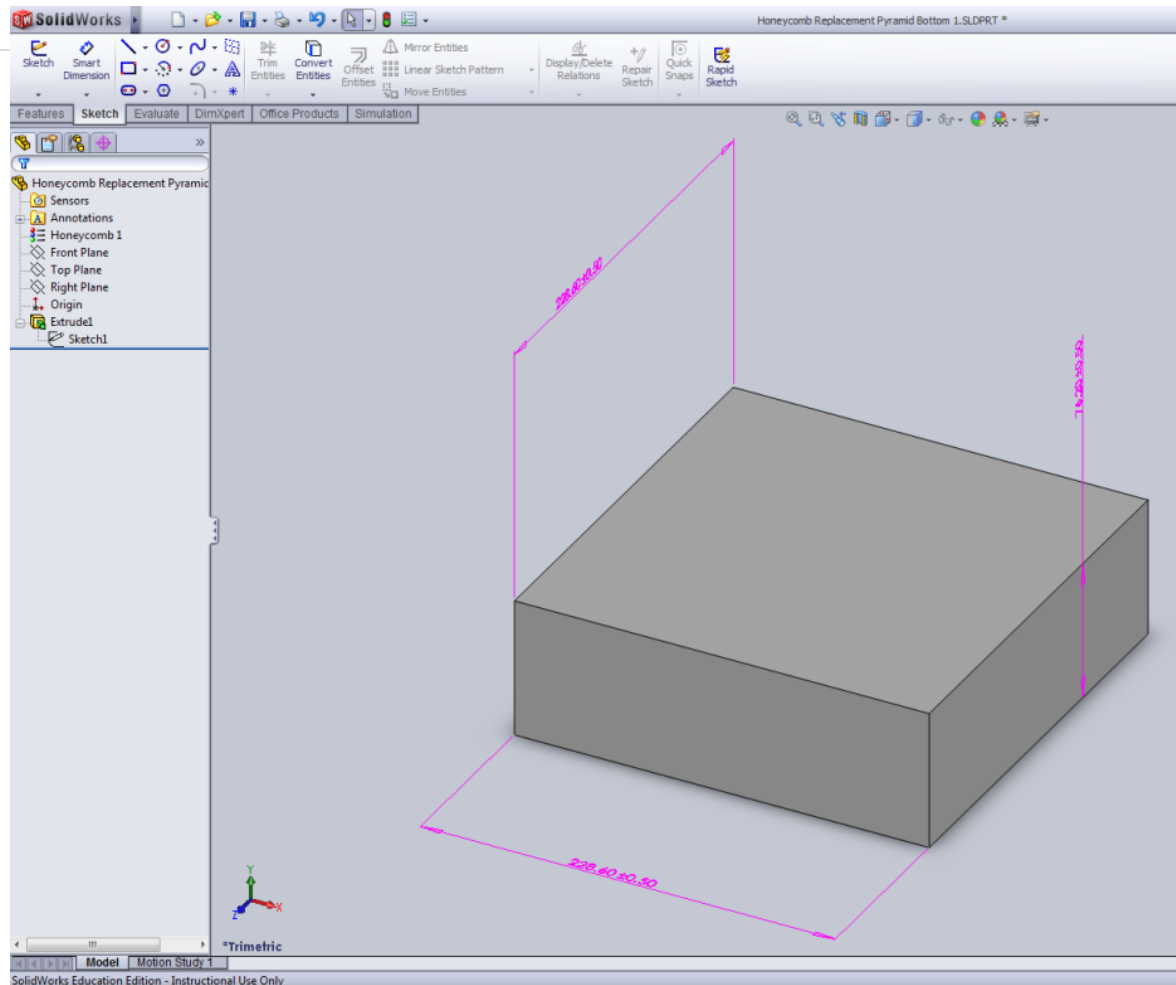 SolidWorks
Honeycomb Replacement Pyramid Bottom 1.SLDPRT *
Sketch
Smart Dimension
Trim Entities
Convert Entities
Offset Entities
Mirror Entities
Linear Sketch Pattern
Move Entities
Display/Delete Relations
Repair Sketch
Quick Snaps
Rapid Sketch
Features Sketch Evaluate DimXpert Office Products Simulation
Honeycomb Replacement Pyramid
Sensors
A Annotations
Honeycomb 1
Front Plane
Top Plane
Right Plane
Origin
Extrude1
Sketch1
228.60±0.50
Y
X
Z
*Trimetric
Model Motion Study 1
SolidWorks Education Edition - Instructional Use Only